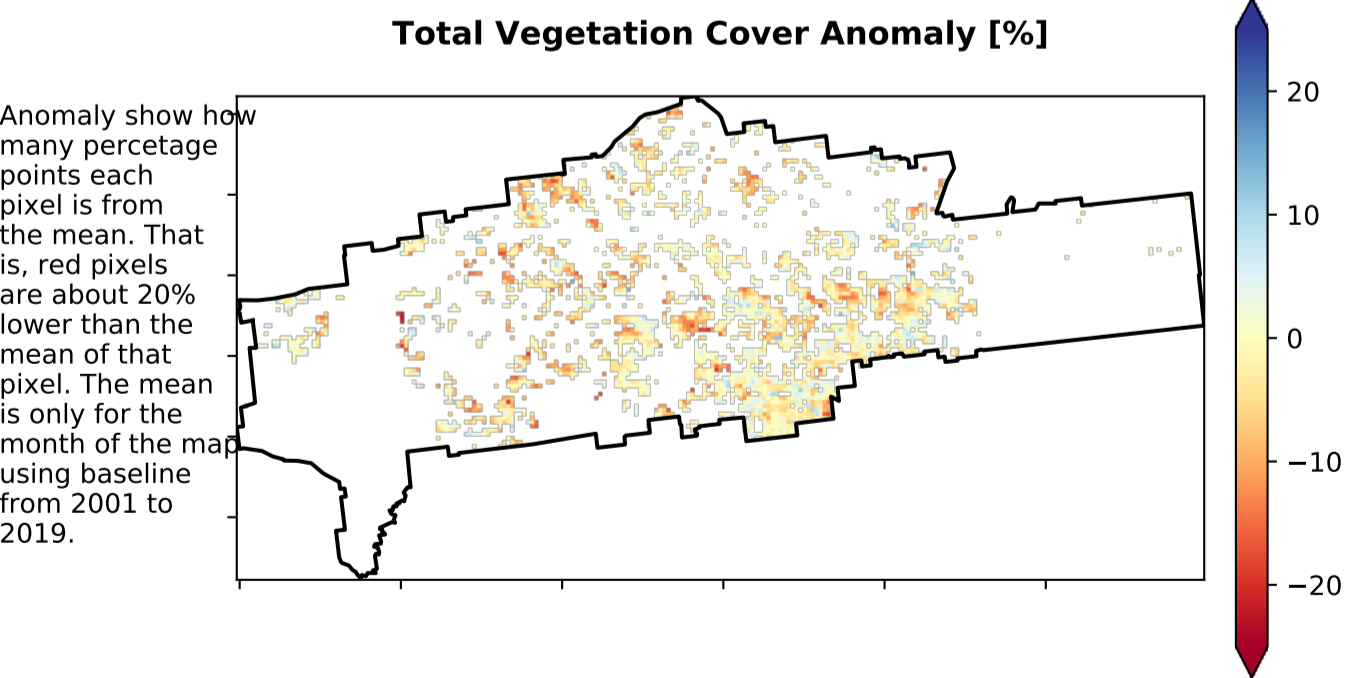 Total Vegetation Cover Anomaly [%]
Anomaly show how
many percetage
points each
pixel is from
the mean. That
is, red pixels
are about 20%
lower than the
mean of that
pixel. The mean
is only for the
month of the map
using baseline
from 2001 to
2019.
20
10
0
−10
−20